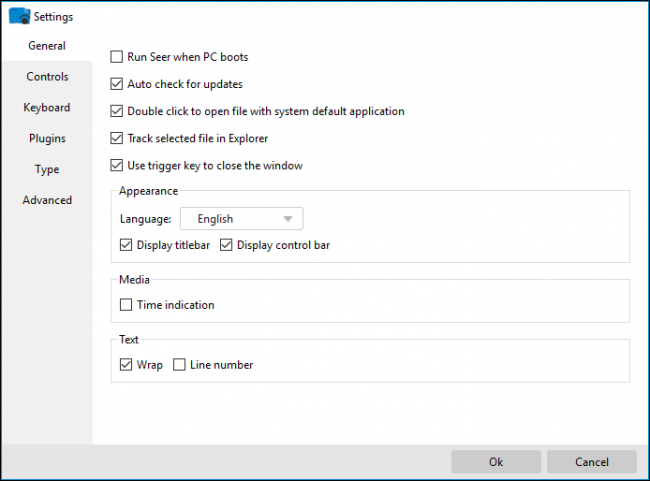 Settings
General
Controls
Keyboard
Plugins
Type
Advanced
Run Seer when PC boots
Auto check for updates
Double click to open file with system default application
Track selected file in Explorer
Use trigger key to close the window
Appearance
Language: English
Display titlebar Display control bar
Media
Time indication
Text
Wrap Line number
Ok Cancel